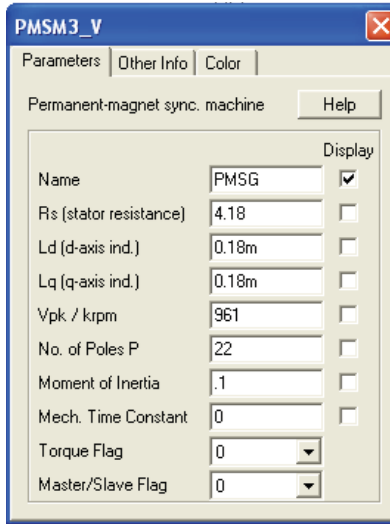 PMSM3_V
Parameters Other Info Color
Permanent-magnet sync. machine Help
Display
Name PMSG
Rs (stator resistance) 4.18
Ld (d-axis ind.) 0.18m
Lq (q-axis ind.) 0.18m
Vpk / krpm 961
No. of Poles P 22
Moment of Inertia .1
Mech. Time Constant 0
Torque Flag 0
Master/Slave Flag 0